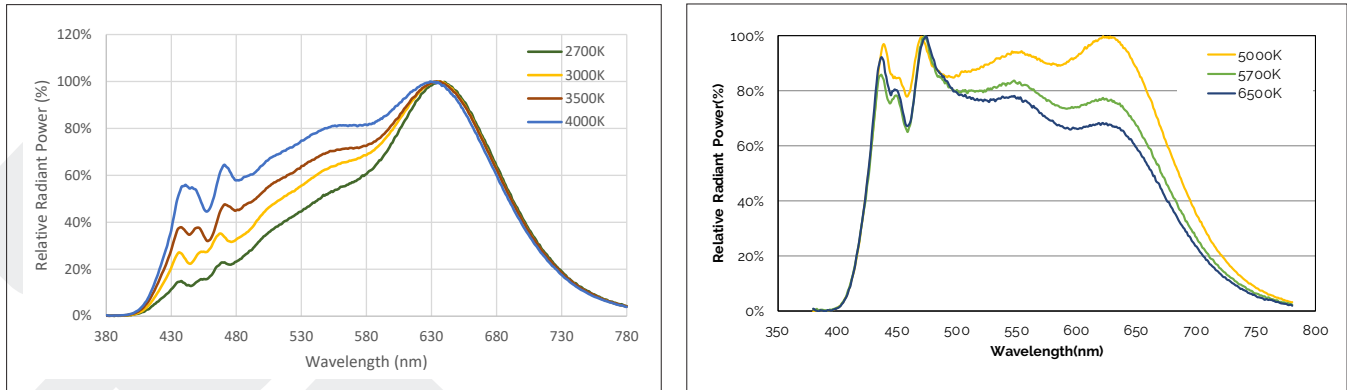 120%
100%
80%
60%
40%
20%
0%
Relative Radiant Power (%)
2700K
3000K
3500K
4000K
380 430 480 530 580 630 680 730 780
Wavelength (nm)
100%
80%
60%
40%
20%
0%
Relative Radiant Power(%)
5000K
5700K
6500K
350 400 450 500 550 600 650 700 750 800
Wavelength(nm)